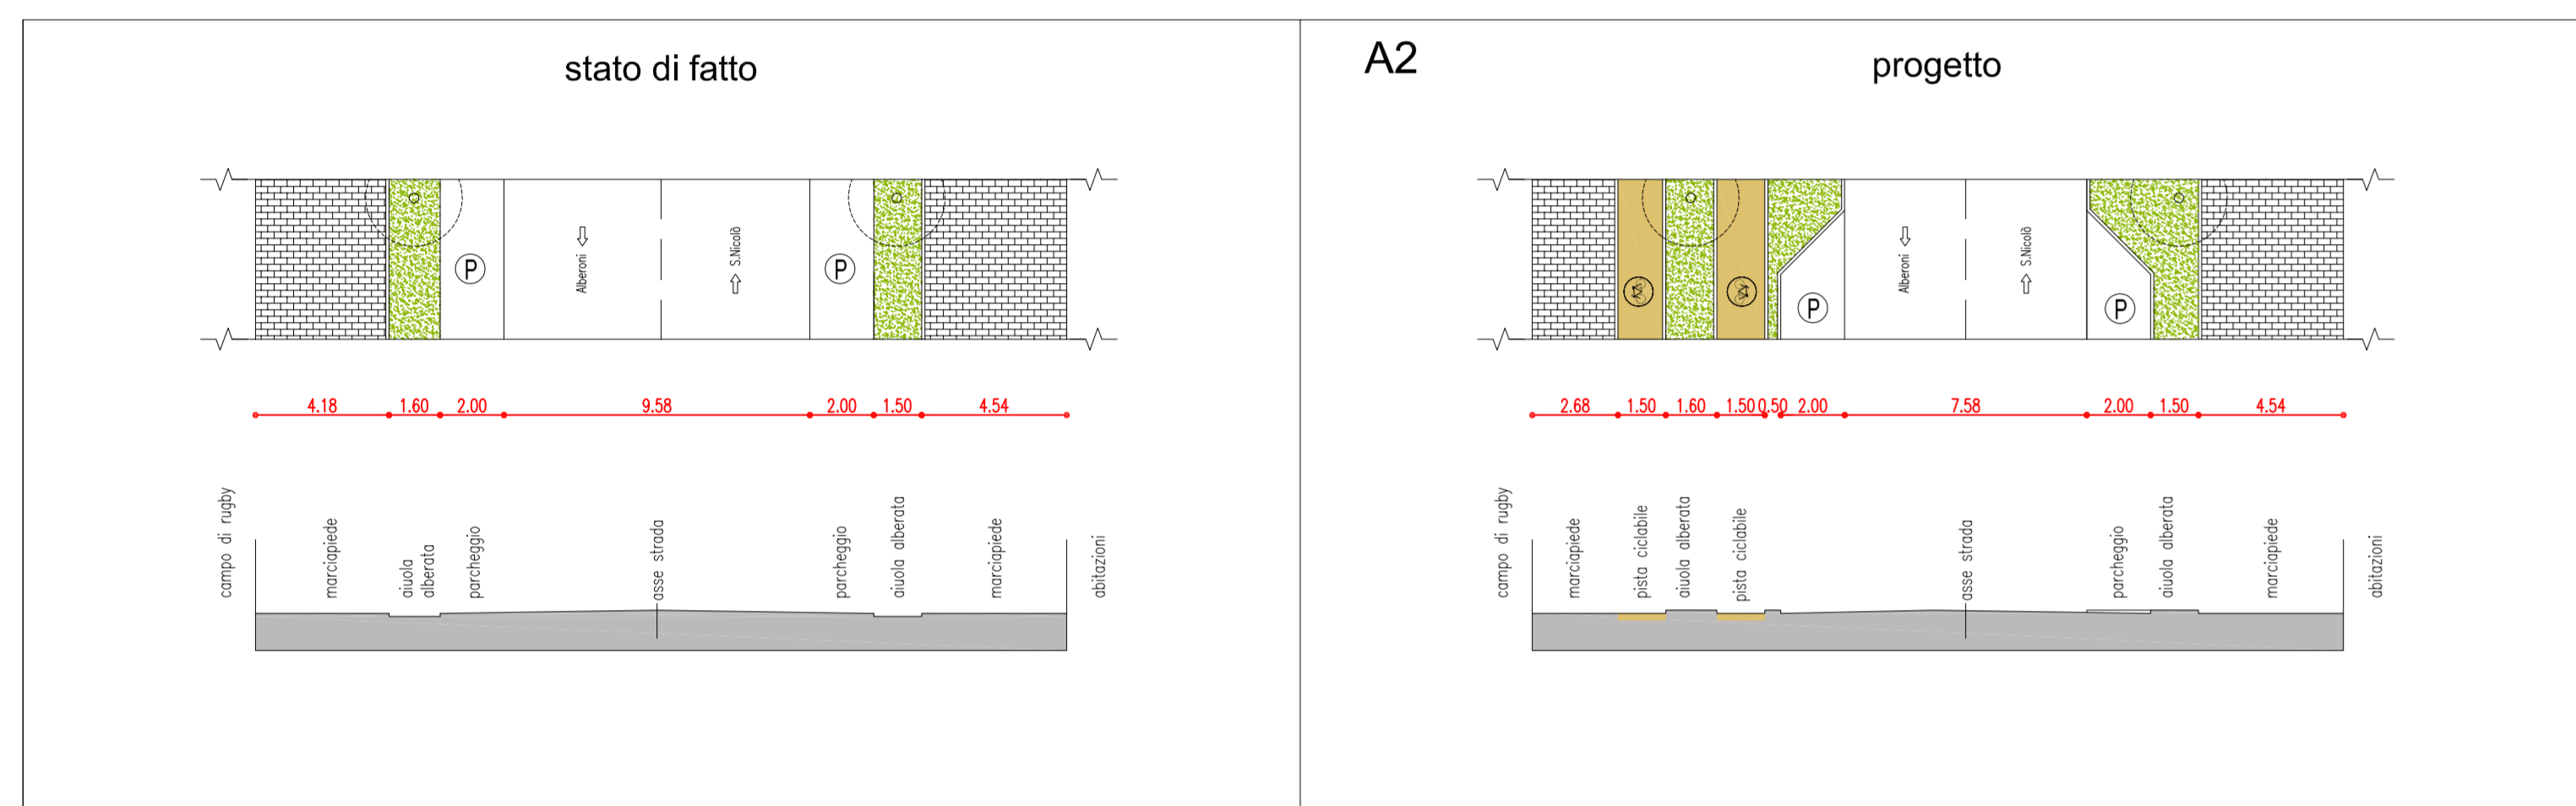 stato di fatto
P
Alberoni
S.Nicolò
P
4.18 1.60 2.00 9.58 2.00 1.50 4.54
campo di rugby
marciapiede
aiuola
alberata
parcheggio
asse strada
parcheggio
aiuola alberata
marciapiede
abitazioni
A2
progetto
P
Alberoni
S.Nicolò
P
2.68 1.50 1.60 1.50 0.50 2.00 7.58 2.00 1.50 4.54
campo di rugby
marciapiede
pista ciclabile
aiuola alberata
pista ciclabile
asse strada
parcheggio
aiuola alberata
marciapiede
abitazioni